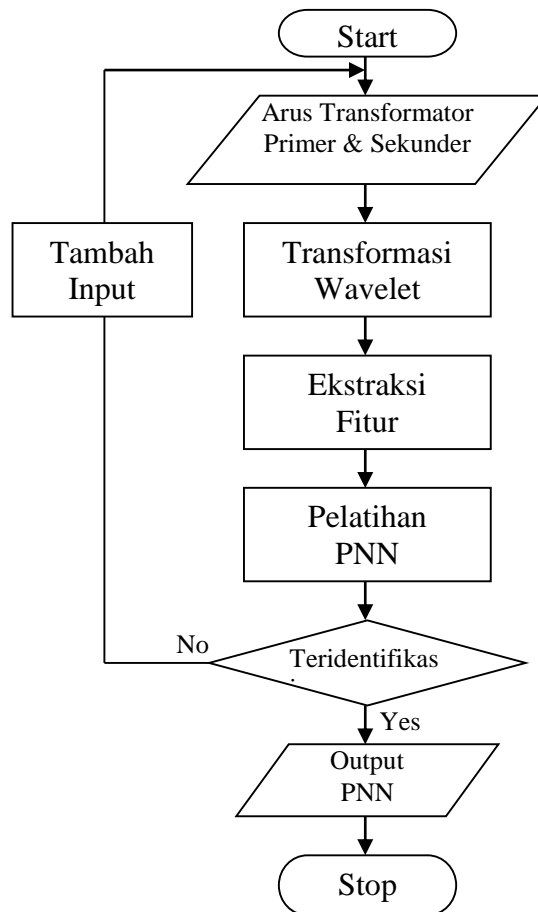 Start
Arus Transformator
Primer & Sekunder
Tambah
Input
Transformasi
Wavelet
Ekstraksi
Fitur
Pelatihan
PNN
No
Teridentifikas
Yes
Output
PNN
Stop